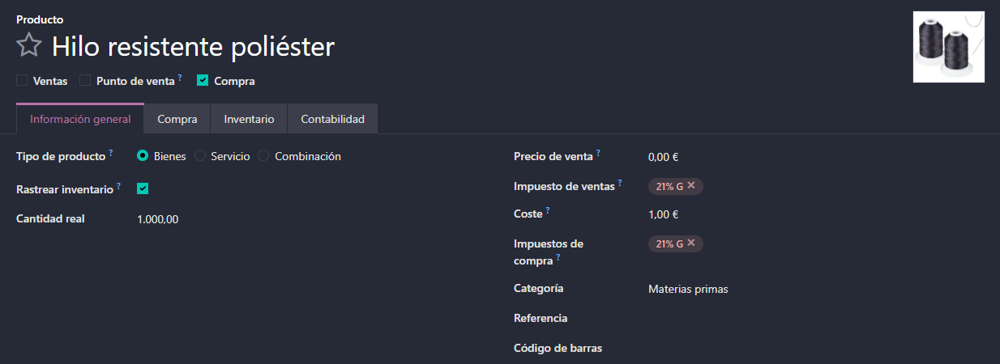 Producto
Hilo resistente poliéster
Ventas Punto de venta ? Compra
Información general Compra Inventario Contabilidad
Tipo de producto ? Bienes Servicio Combinación
Rastrear inventario ?
Cantidad real 1.000,00
Precio de venta ? 0,00 €
Impuesto de ventas ? 21% G ×
Coste ? 1,00 €
Impuestos de
compra ? 21% G ×
Categoría Materias primas
Referencia
Código de barras